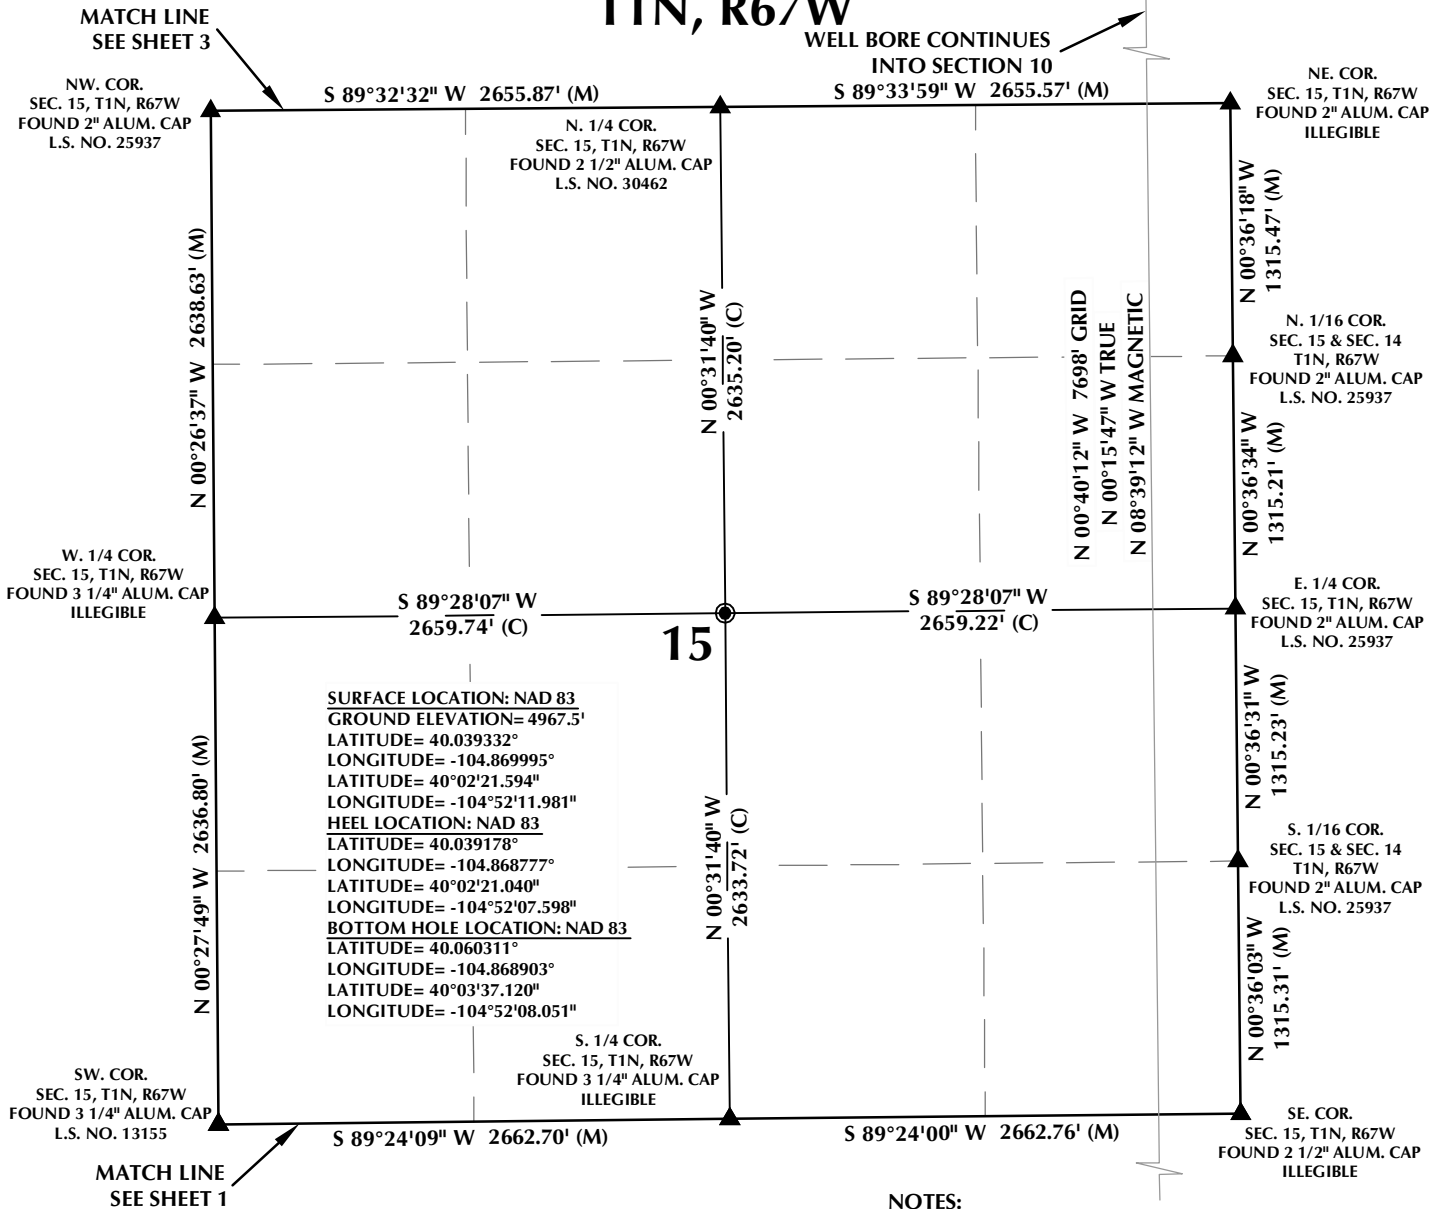 T1N, R67W
MATCH LINE
SEE SHEET 3
WELL BORE CONTINUES
INTO SECTION 10
NW. COR.
SEC. 15, T1N, R67W
FOUND 2" ALUM. CAP
L.S. NO. 25937
S 89°32'32" W 2655.87' (M)
S 89°33'59" W 2655.57' (M)
NE. COR.
SEC. 15, T1N, R67W
FOUND 2" ALUM. CAP
ILLEGIBLE
N. 1/4 COR.
SEC. 15, T1N, R67W
FOUND 2 1/2" ALUM. CAP
L.S. NO. 30462
N 00°26'37" W 2638.63' (M)
N 00°31'40" W
2635.20' (C)
N 00°40'12" W 7698' GRID
N 00°15'47" W TRUE
N 08°39'12" W MAGNETIC
N 00°36'18" W
1315.47' (M)
N. 1/16 COR.
SEC. 15 & SEC. 14
T1N, R67W
FOUND 2" ALUM. CAP
L.S. NO. 25937
N 00°36'34" W
1315.21' (M)
W. 1/4 COR.
SEC. 15, T1N, R67W
FOUND 3 1/4" ALUM. CAP
ILLEGIBLE
S 89°28'07" W
2659.74' (C)
15
S 89°28'07" W
2659.22' (C)
E. 1/4 COR.
SEC. 15, T1N, R67W
FOUND 2" ALUM. CAP
L.S. NO. 25937
SURFACE LOCATION: NAD 83
GROUND ELEVATION= 4967.5'
LATITUDE= 40.039332°
LONGITUDE= -104.869995°
LATITUDE= 40°02'21.594"
LONGITUDE= -104°52'11.981"
HEEL LOCATION: NAD 83
LATITUDE= 40.039178°
LONGITUDE= -104.868777°
LATITUDE= 40°02'21.040"
LONGITUDE= -104°52'07.598"
BOTTOM HOLE LOCATION: NAD 83
LATITUDE= 40.060311°
LONGITUDE= -104.868903°
LATITUDE= 40°03'37.120"
LONGITUDE= -104°52'08.051"
N 00°27'49" W 2636.80' (M)
N 00°31'40" W
2633.72' (C)
N 00°36'31" W
1315.23' (M)
S. 1/16 COR.
SEC. 15 & SEC. 14
T1N, R67W
FOUND 2" ALUM. CAP
L.S. NO. 25937
N 00°36'03" W
1315.31' (M)
SW. COR.
SEC. 15, T1N, R67W
FOUND 3 1/4" ALUM. CAP
L.S. NO. 13155
S. 1/4 COR.
SEC. 15, T1N, R67W
FOUND 3 1/4" ALUM. CAP
ILLEGIBLE
S 89°24'09" W 2662.70' (M)
S 89°24'00" W 2662.76' (M)
SE. COR.
SEC. 15, T1N, R67W
FOUND 2 1/2" ALUM. CAP
ILLEGIBLE
MATCH LINE
SEE SHEET 1
NOTES: